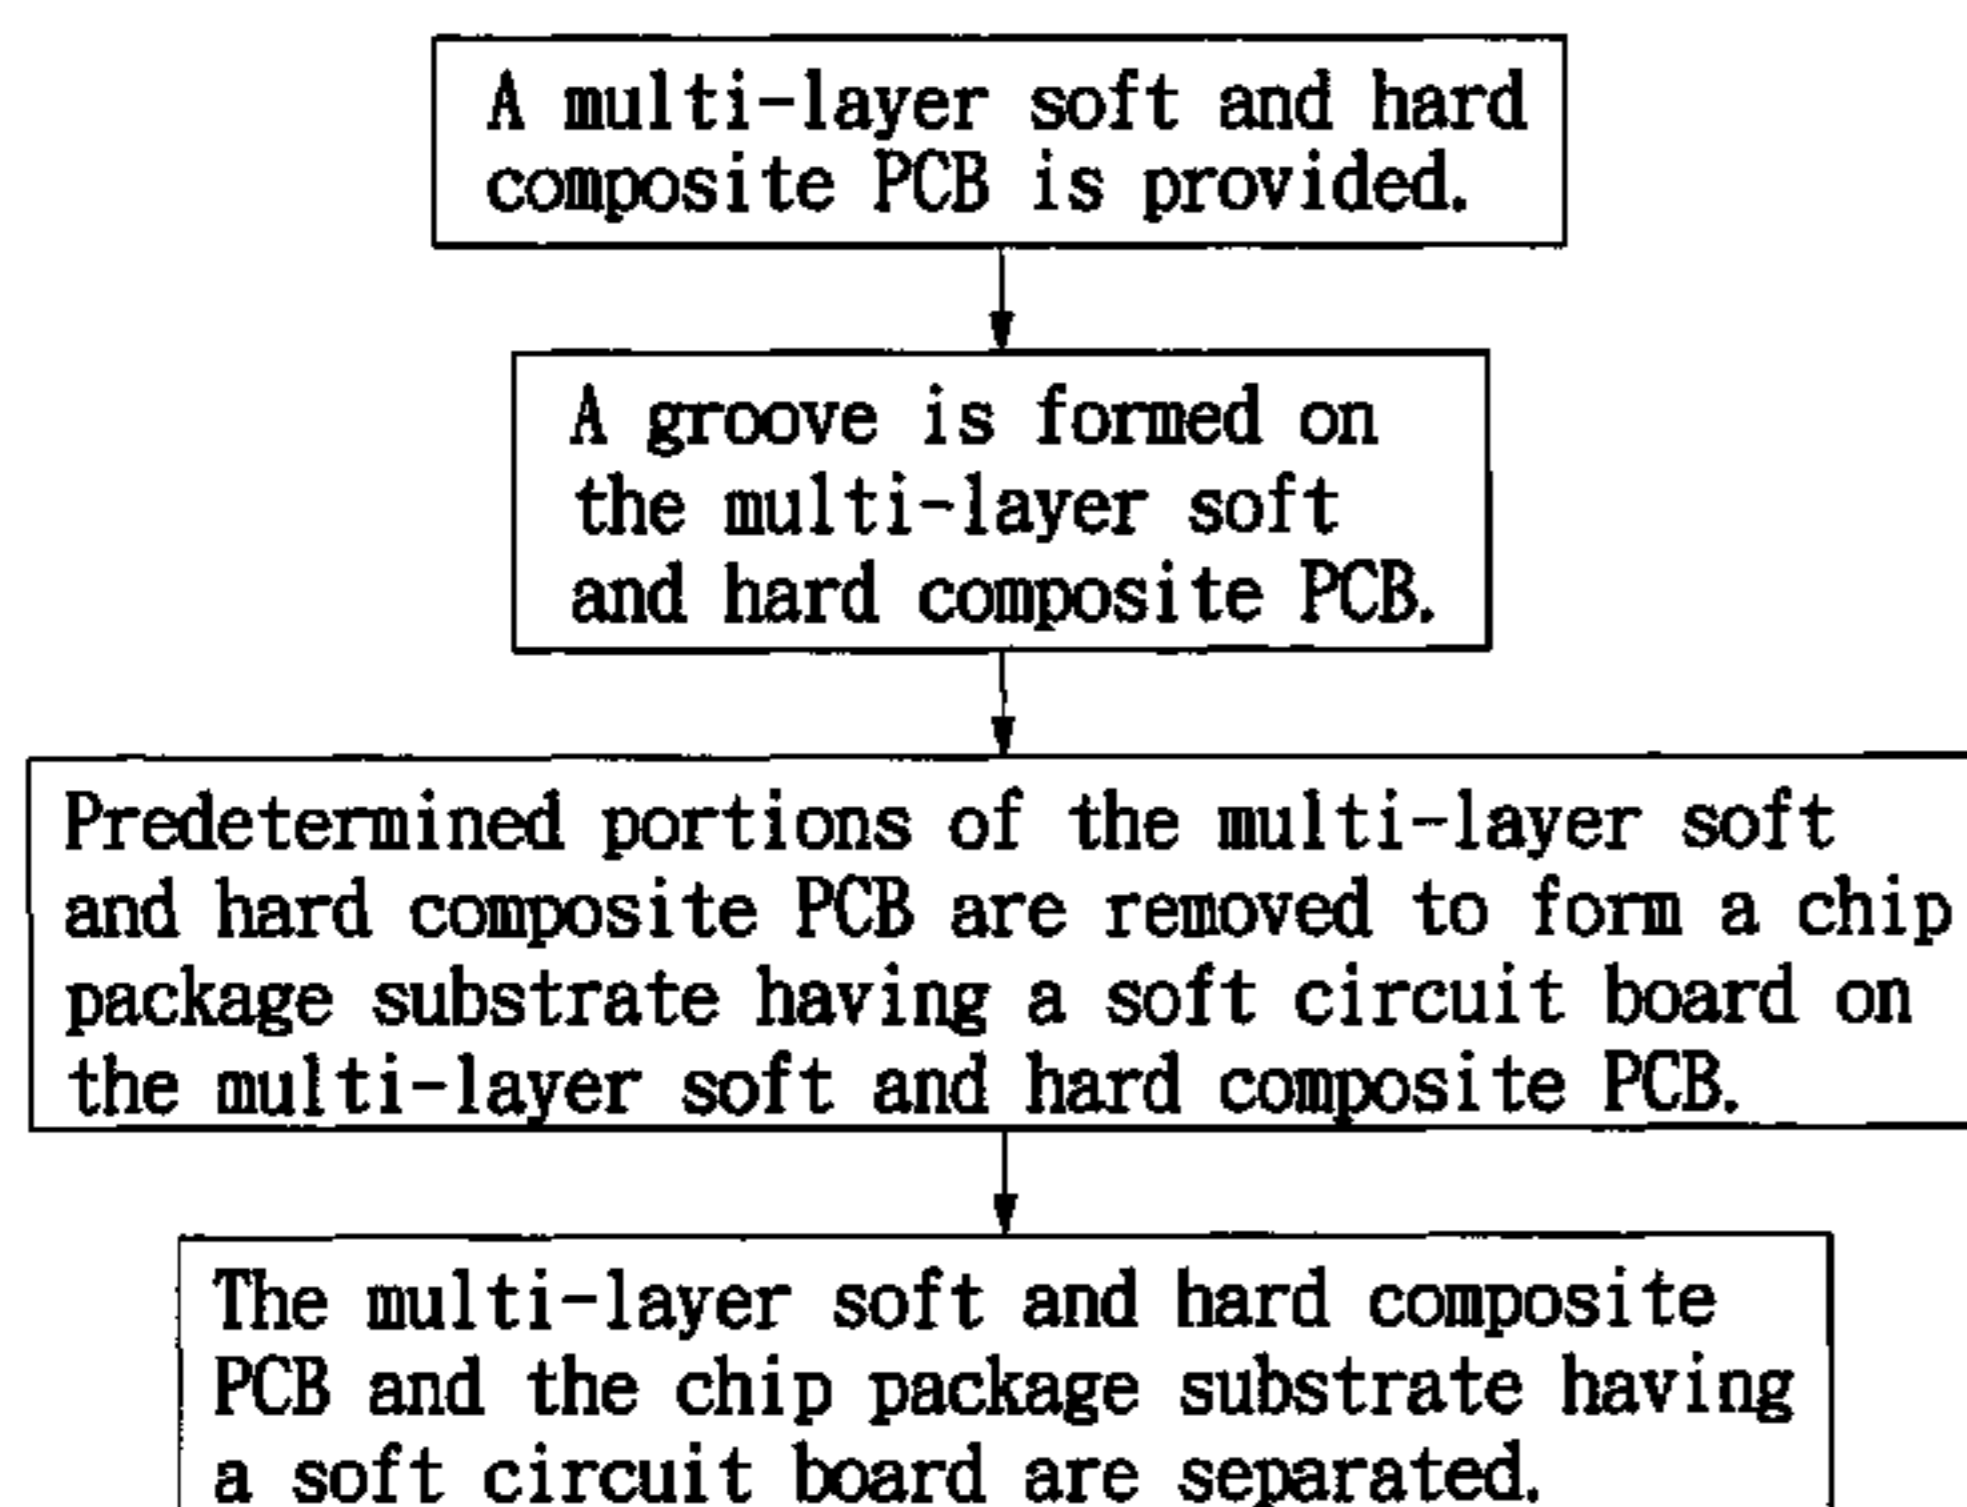 A multi-layer soft and hard
composite PCB is provided.
A groove is formed on
the multi-layer soft
and hard composite PCB.
Predetermined portions of the multi-layer soft
and hard composite PCB are removed to form a chip
package substrate having a soft circuit board on
the multi-layer soft and hard composite PCB.
The multi-layer soft and hard composite
PCB and the chip package substrate having
a soft circuit board are separated.